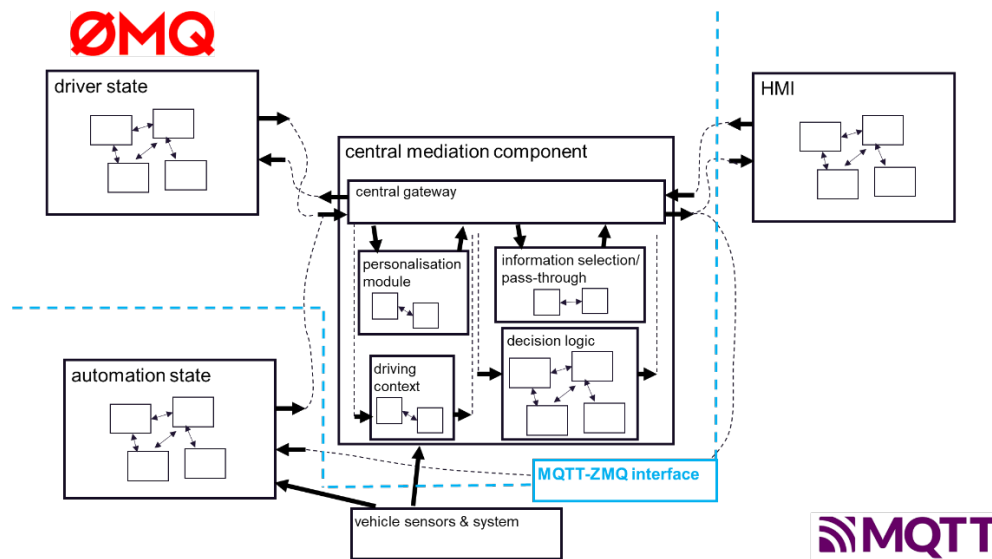 ØMQ
driver state
HMI
central mediation component
central gateway
personalisation
module
information selection/
pass-through
decision logic
driving
context
automation state
MQTT-ZMQ interface
vehicle sensors & system
MQTT